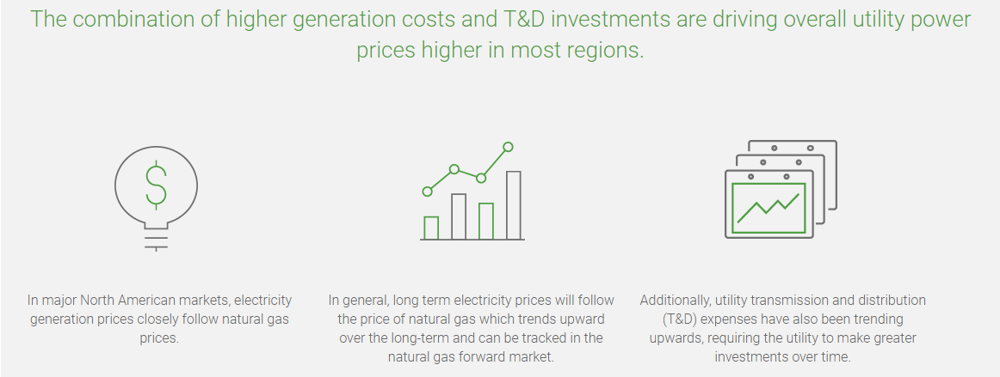 The combination of higher generation costs and T&D investments are driving overall utility power
prices higher in most regions.
$
In major North American markets, electricity
generation prices closely follow natural gas
prices.
In general, long term electricity prices will follow
the price of natural gas which trends upward
over the long-term and can be tracked in the
natural gas forward market.
Additionally, utility transmission and distribution
(T&D) expenses have also been trending
upwards, requiring the utility to make greater
investments over time.